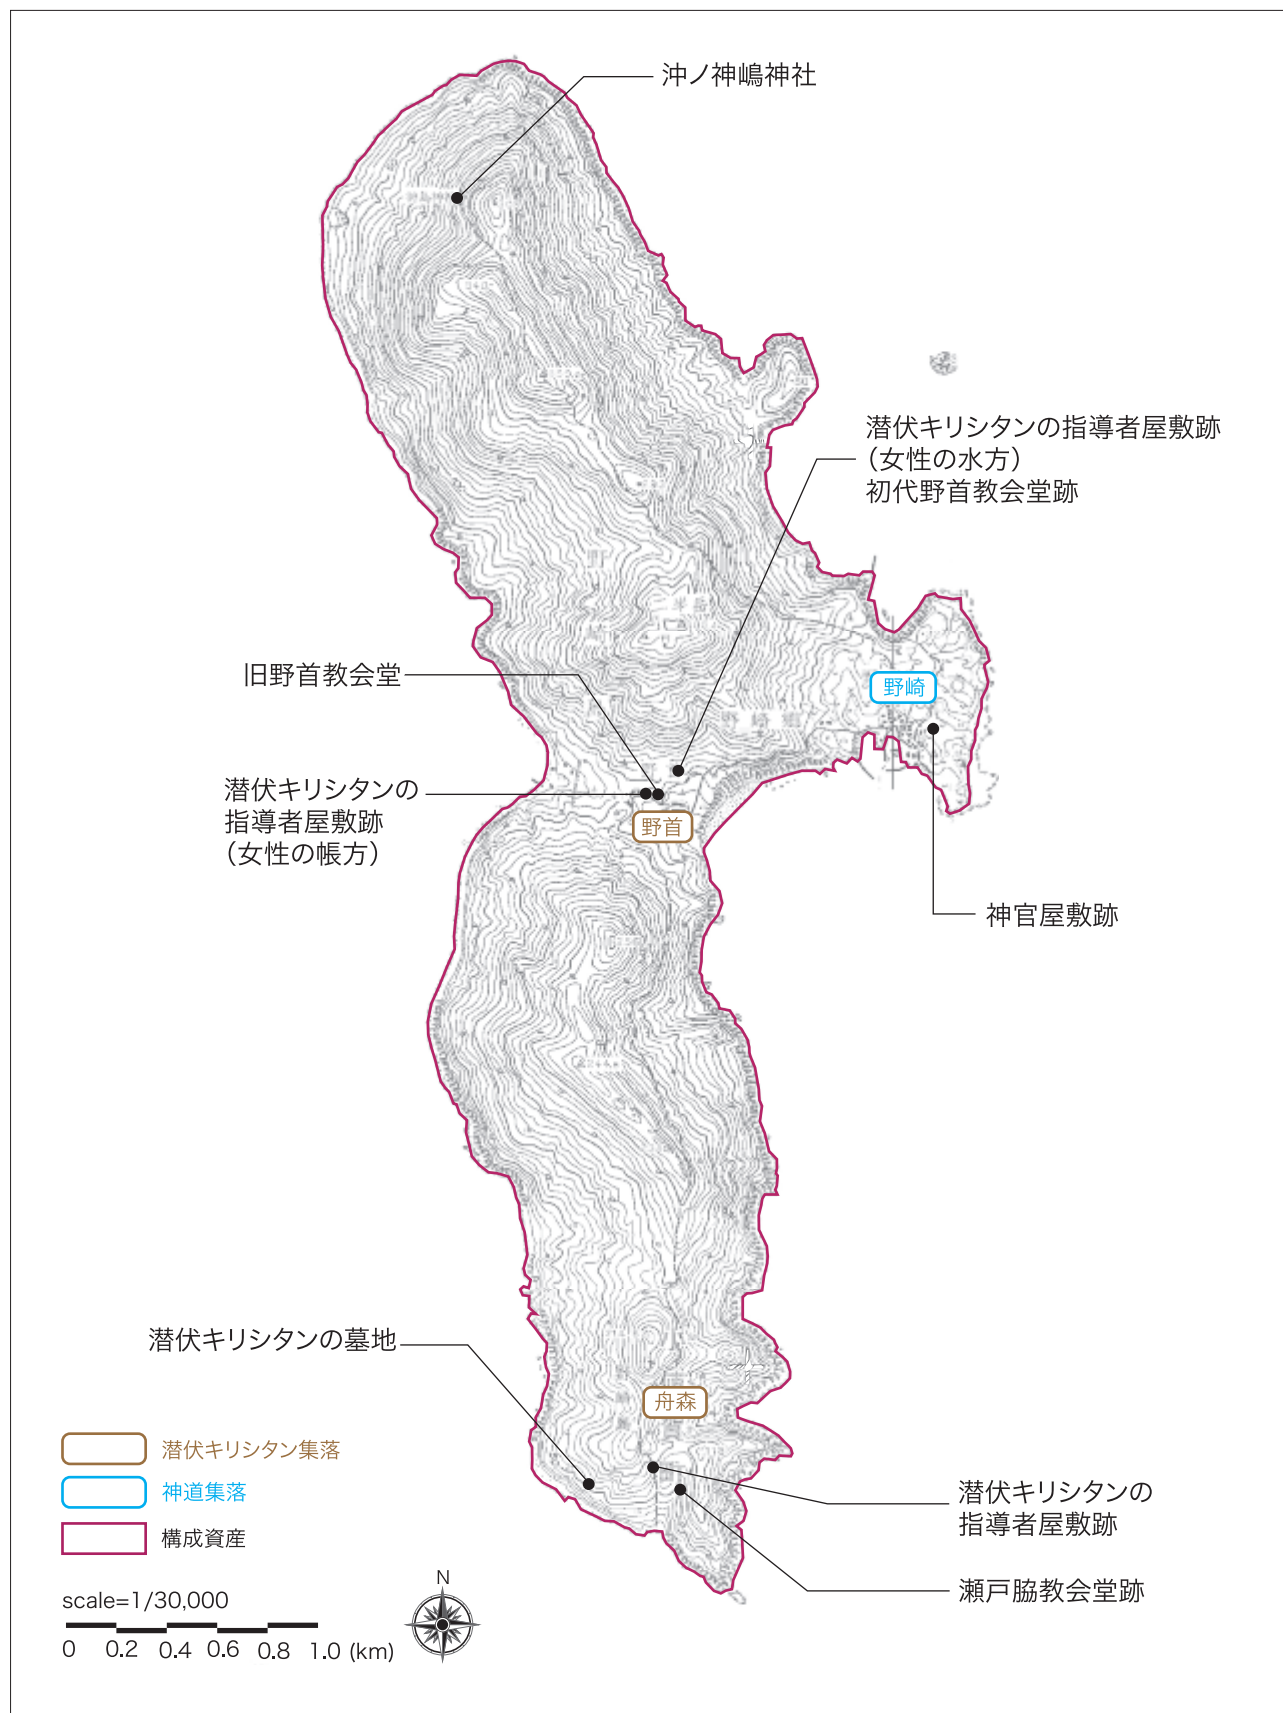 沖ノ神嶋神社
潜伏キリシタンの指導者屋敷跡
（女性の水方）
初代野首教会堂跡
旧野首教会堂
野崎
野崎郷
潜伏キリシタンの
指導者屋敷跡
（女性の帳方）
野首
神官屋敷跡
潜伏キリシタンの墓地
舟森
潜伏キリシタン集落
神道集落
構成資産
潜伏キリシタンの
指導者屋敷跡
瀬戸脇教会堂跡
scale=1/30,000
N
0 0.2 0.4 0.6 0.8 1.0 (km)